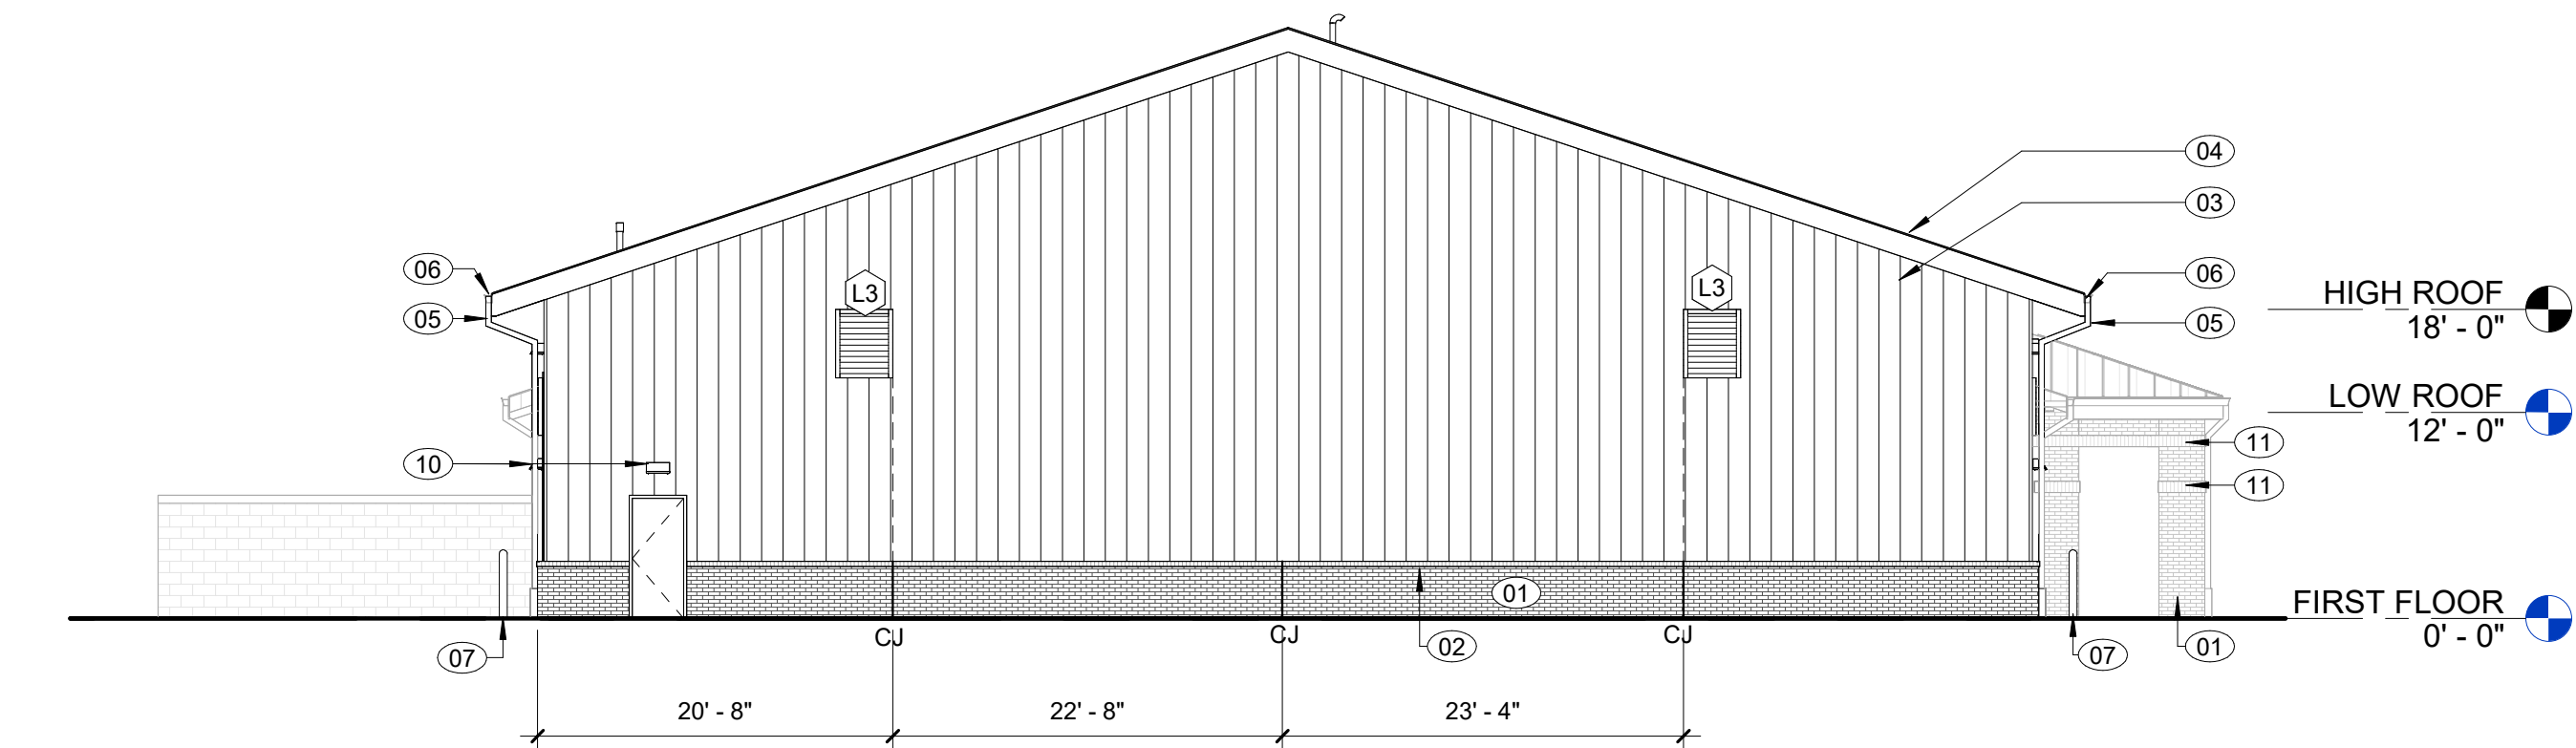 04
03
06
L3
L3
06
05
05
HIGH ROOF
18' - 0"
LOW ROOF
12' - 0"
10
11
11
01
FIRST FLOOR
0' - 0"
CJ
CJ
CJ
07
02
07
01
20' - 8"
22' - 8"
23' - 4"